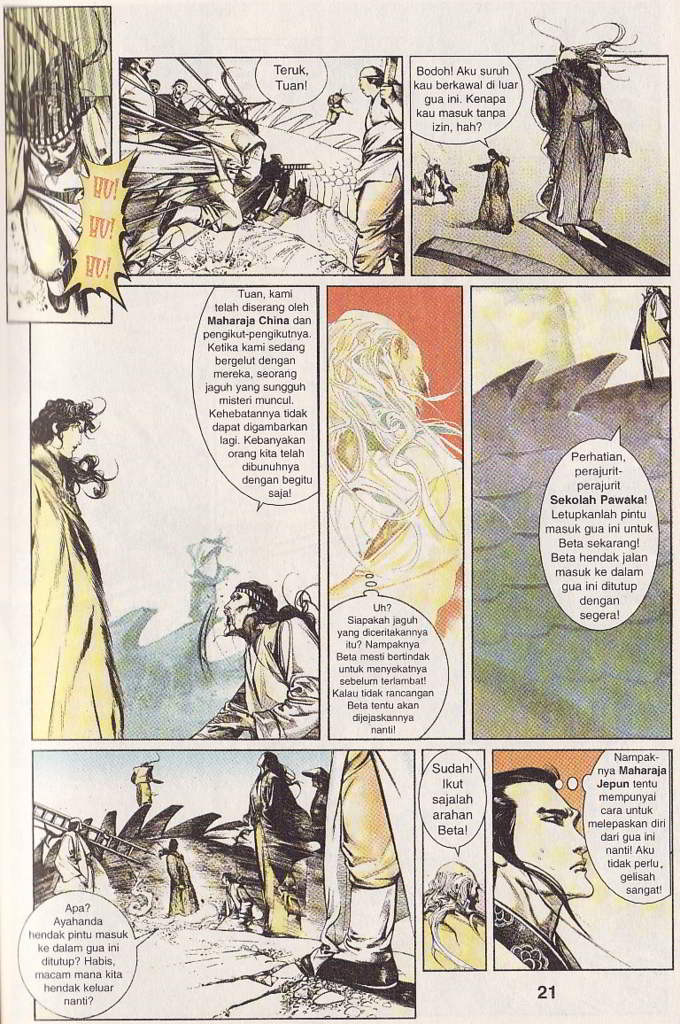 UU!
UU!
UU!
Teruk,
Tuan!
Bodoh! Aku suruh
kau berkawal di luar
gua ini. Kenapa
kau masuk tanpa
izin, hah?
Tuan, kami
telah diserang oleh
Maharaja China dan
pengikut-pengikutnya.
Ketika kami sedang
bergelut dengan
mereka, seorang
jaguh yang sungguh
misteri muncul.
Kehebatannya tidak
dapat digambarkan
lagi. Kebanyakan
orang kita telah
dibunuhnya
dengan begitu
saja!
Uh?
Siapakah jaguh
yang diceritakannya
itu? Nampaknya
Beta mesti bertindak
untuk menyekatnya
sebelum terlambat!
Kalau tidak rancangan
Beta tentu akan
dijejaskannya
nanti!
Perhatian,
perajurit-
perajurit
Sekolah Pawaka!
Letupkanlah pintu
masuk gua ini untuk
Beta sekarang!
Beta hendak jalan
masuk ke dalam
gua ini ditutup
dengan
segera!
Apa?
Ayahanda
hendak pintu masuk
ke dalam gua ini
ditutup? Habis,
macam mana kita
hendak keluar
nanti?
Sudah!
Ikut
sajalah
arahan
Beta!
Nampak-
nya Maharaja
Jepun tentu
mempunyai
cara untuk
melepaskan diri
dari gua ini
nanti! Aku
tidak perlu,
gelisah
sangat!
21